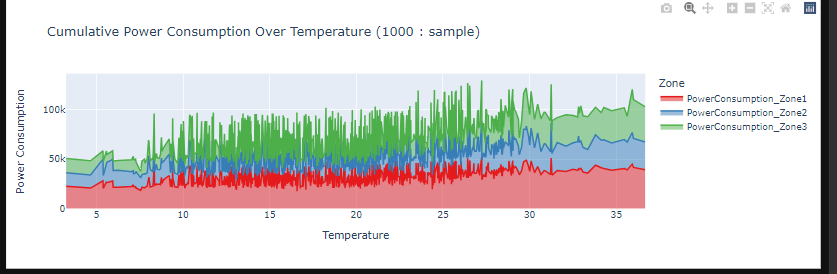 Cumulative Power Consumption Over Temperature (1000 : sample)
Power Consumption
100k
50k
0
5
10
15
20
25
30
35
Temperature
Zone
PowerConsumption_Zone1
PowerConsumption_Zone2
PowerConsumption_Zone3